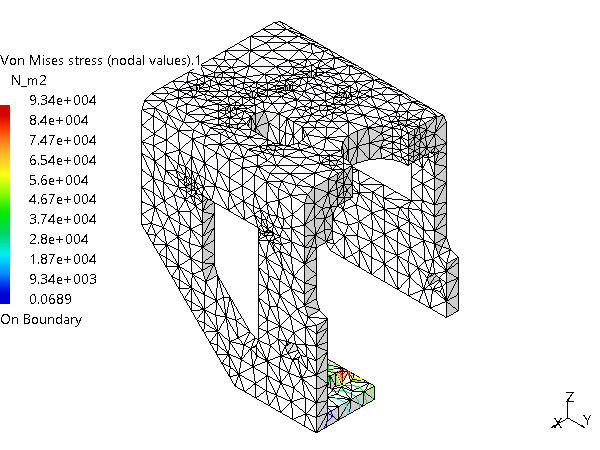 Von Mises stress (nodal values).1
N_m2
9.34e+004
8.4e+004
7.47e+004
6.54e+004
5.6e+004
4.67e+004
3.74e+004
2.8e+004
1.87e+004
9.34e+003
0.0689
On Boundary
Z
X
Y